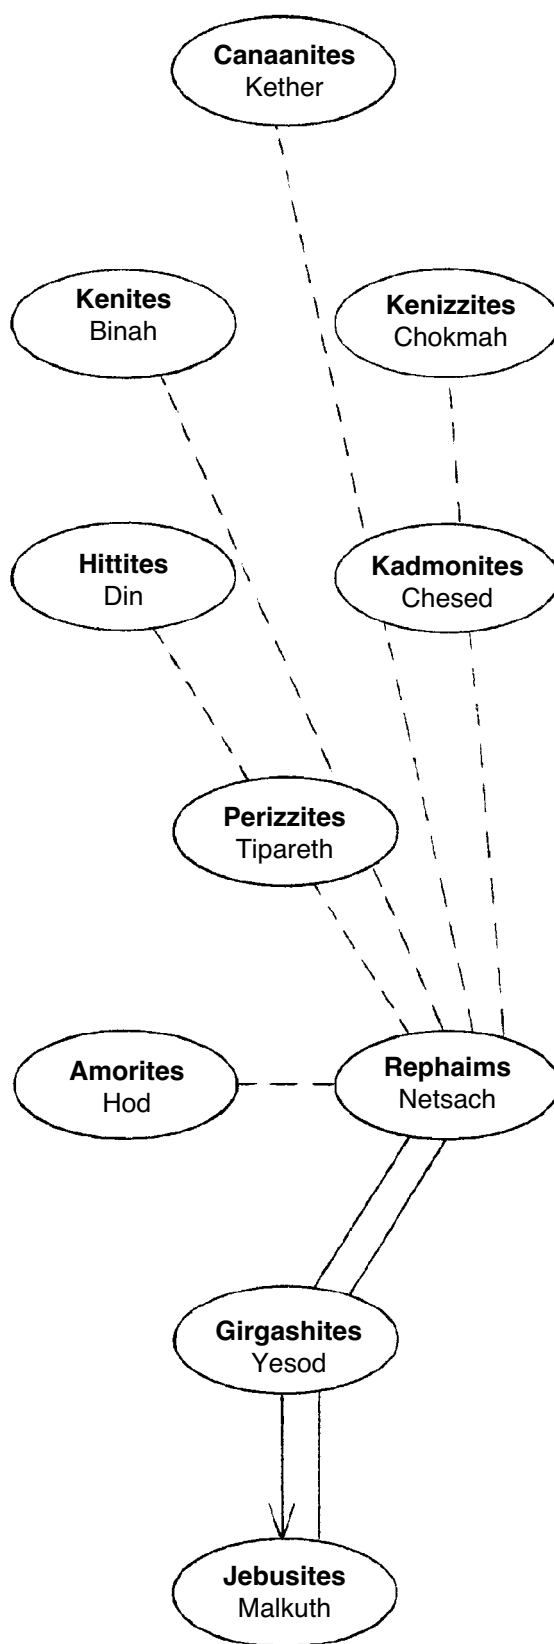 Canaanites
Kether
Kenites
Binah
Kenizzites
Chokmah
Hittites
Din
Kadmonites
Chesed
Perizzites
Tipareth
Amorites
Hod
Rephaims
Netsach
Girgashites
Yesod
Jebusites
Malkuth